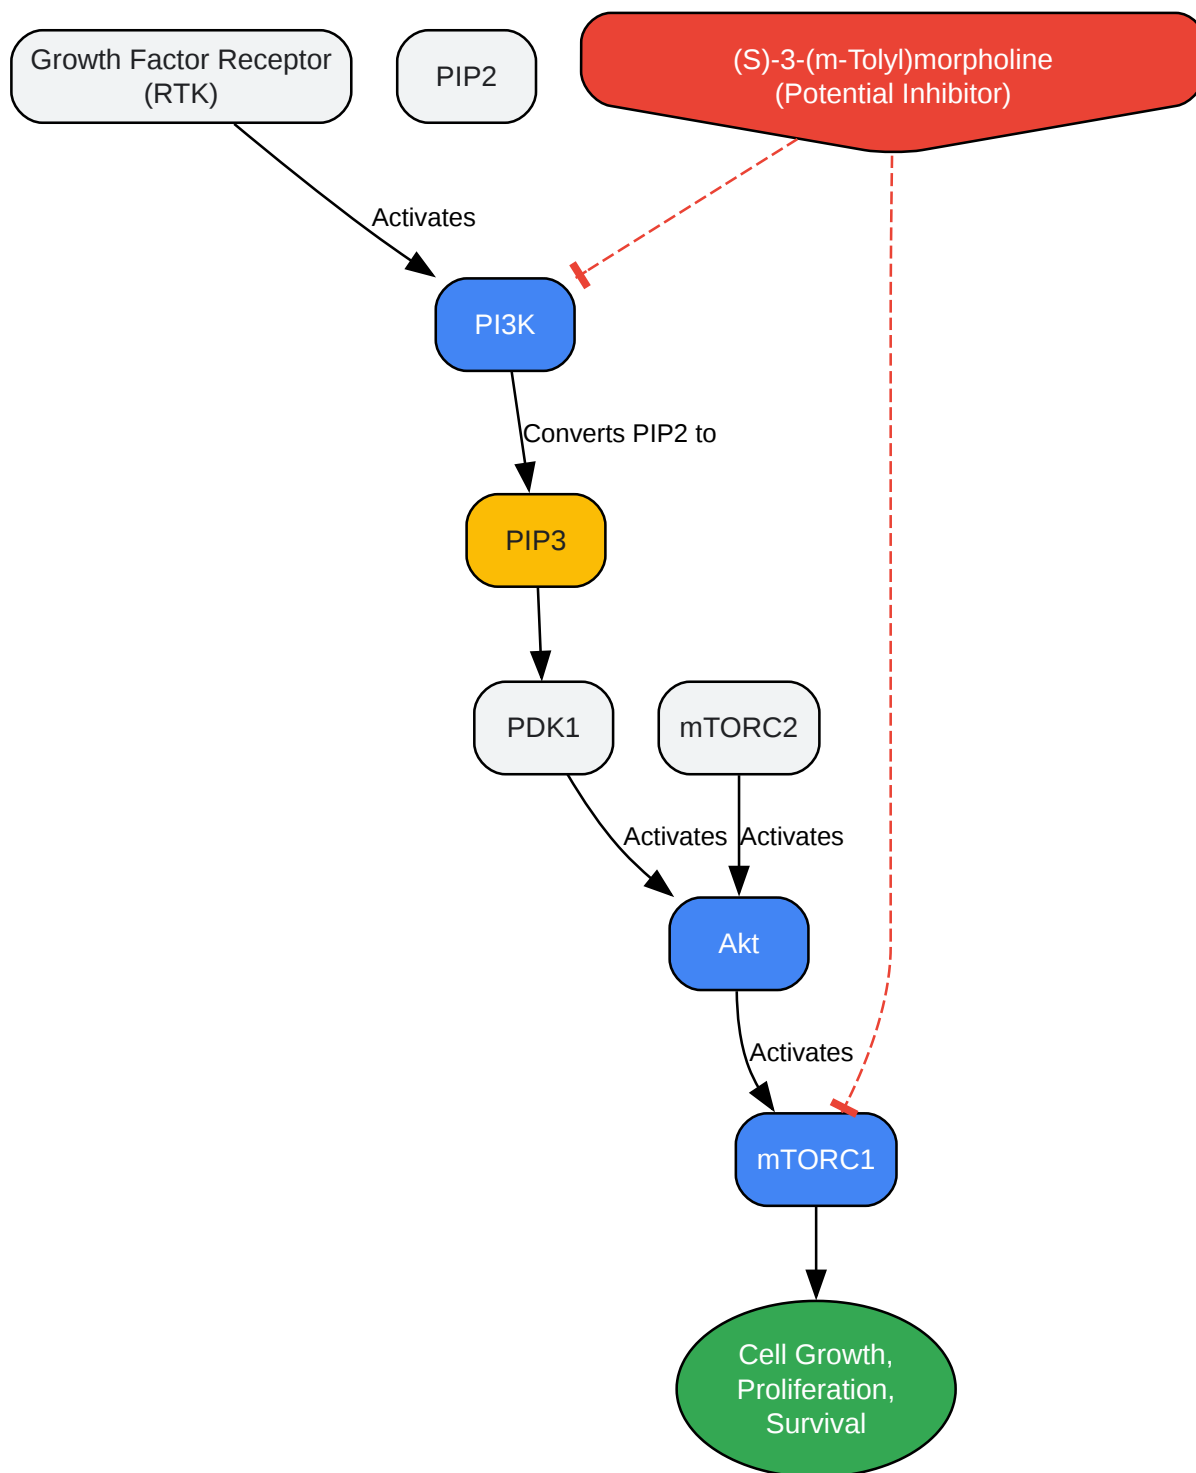 Growth Factor Receptor
(RTK)
PIP2
(S)-3-(m-Tolyl)morpholine
(Potential Inhibitor)
Activates
PI3K
Converts PIP2 to
PIP3
PDK1
mTORC2
Activates
Activates
Akt
Activates
mTORC1
Cell Growth,
Proliferation,
Survival